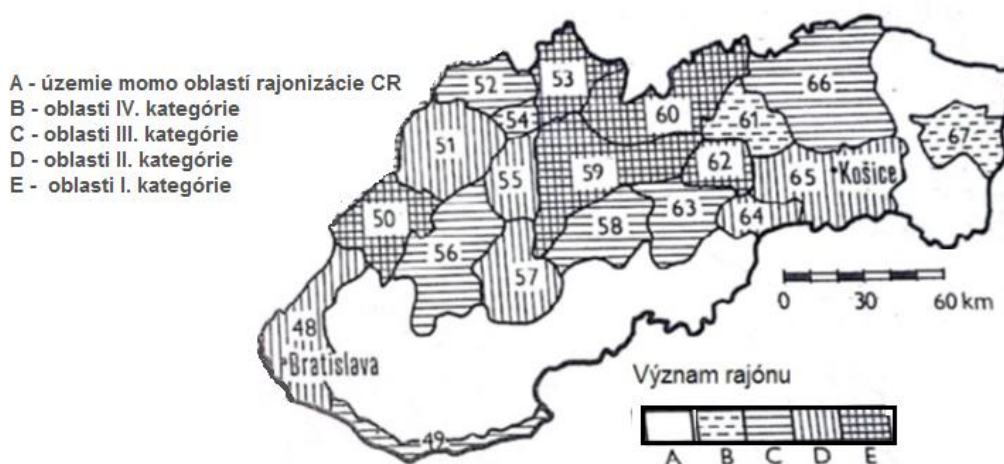 A - územie momo oblastí rajonizácie CR
B - oblasti IV. kategórie
C - oblasti III. kategórie
D - oblasti II. kategórie
E - oblasti I. kategórie
52
53
66
54
60
61
67
51
59
62
55
65
Košice
50
63
64
58
56
57
0 30 60 km
48
Bratislava
49
Význam rajónu
A B C D E